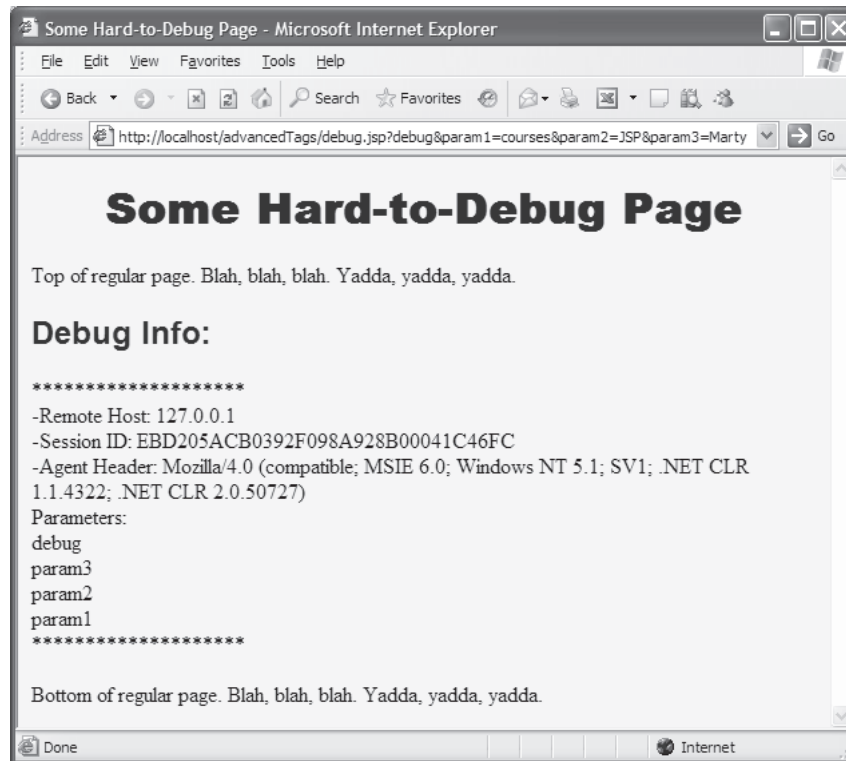 Some Hard-to-Debug Page - Microsoft Internet Explorer
File Edit View Favorites Tools Help
Back Search Favorites
Address http://localhost/advancedTags/debug.jsp?debug&param1=courses&param2=JSP&param3=Marty Go
Some Hard-to-Debug Page
Top of regular page. Blah, blah, blah. Yadda, yadda, yadda.
Debug Info:
********************
-Remote Host: 127.0.0.1
-Session ID: EBD205ACB0392F098A928B00041C46FC
-Agent Header: Mozilla/4.0 (compatible; MSIE 6.0; Windows NT 5.1; SV1; .NET CLR
1.1.4322; .NET CLR 2.0.50727)
Parameters:
debug
param3
param2
param1
********************
Bottom of regular page. Blah, blah, blah. Yadda, yadda, yadda.
Done Internet